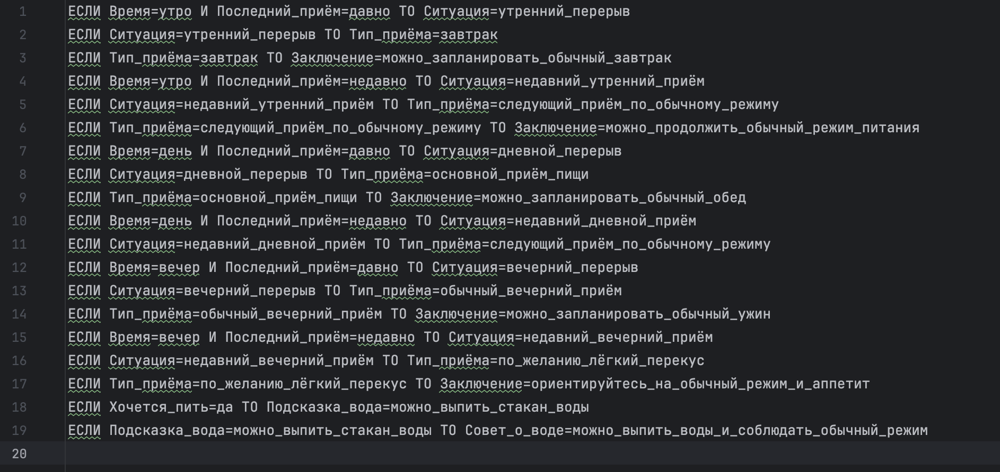 1 ЕСЛИ Время=утро И Последний_приём=давно ТО Ситуация=утренний_перерыв
2 ЕСЛИ Ситуация=утренний_перерыв ТО Тип_приёма=завтрак
3 ЕСЛИ Тип_приёма=завтрак ТО Заключение=можно_запланировать_обычный_завтрак
4 ЕСЛИ Время=утро И Последний_приём=недавно ТО Ситуация=недавний_утренний_приём
5 ЕСЛИ Ситуация=недавний_утренний_приём ТО Тип_приёма=следующий_приём_по_обычному_режиму
6 ЕСЛИ Тип_приёма=следующий_приём_по_обычному_режиму ТО Заключение=можно_продолжить_обычный_режим_питания
7 ЕСЛИ Время=день И Последний_приём=давно ТО Ситуация=дневной_перерыв
8 ЕСЛИ Ситуация=дневной_перерыв ТО Тип_приёма=основной_приём_пищи
9 ЕСЛИ Тип_приёма=основной_приём_пищи ТО Заключение=можно_запланировать_обычный_обед
10 ЕСЛИ Время=день И Последний_приём=недавно ТО Ситуация=недавний_дневной_приём
11 ЕСЛИ Ситуация=недавний_дневной_приём ТО Тип_приёма=следующий_приём_по_обычному_режиму
12 ЕСЛИ Время=вечер И Последний_приём=давно ТО Ситуация=вечерний_перерыв
13 ЕСЛИ Ситуация=вечерний_перерыв ТО Тип_приёма=обычный_вечерний_приём
14 ЕСЛИ Тип_приёма=обычный_вечерний_приём ТО Заключение=можно_запланировать_обычный_ужин
15 ЕСЛИ Время=вечер И Последний_приём=недавно ТО Ситуация=недавний_вечерний_приём
16 ЕСЛИ Ситуация=недавний_вечерний_приём ТО Тип_приёма=по_желанию_лёгкий_перекус
17 ЕСЛИ Тип_приёма=по_желанию_лёгкий_перекус ТО Заключение=ориентируйтесь_на_обычный_режим_и_аппетит
18 ЕСЛИ Хочется_пить=да ТО Подсказка_вода=можно_выпить_стакан_воды
19 ЕСЛИ Подсказка_вода=можно_выпить_стакан_воды ТО Совет_о_воде=можно_выпить_воды_и_соблюдать_обычный_режим
20